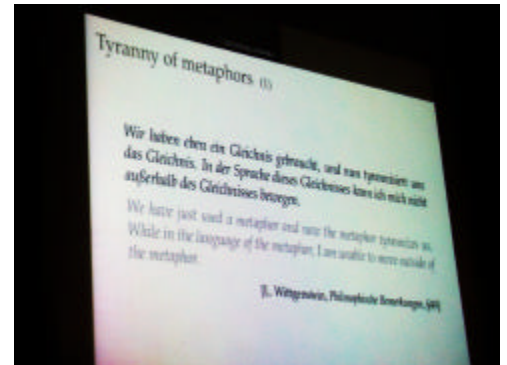 Tyranny of metaphors (1)
Wir haben eben ein Gleichnis gebraucht, und nun tyrannisiert uns
das Gleichnis. In der Sprache dieses Gleichnisses kann ich mich nicht
außerhalb des Gleichnisses bewegen.
We have just used a metaphor and now the metaphor tyrannizes us.
While in the language of the metaphor, I am unable to move outside of
the metaphor.
Wittgenstein, Philosophische Bemerkungen, §49]